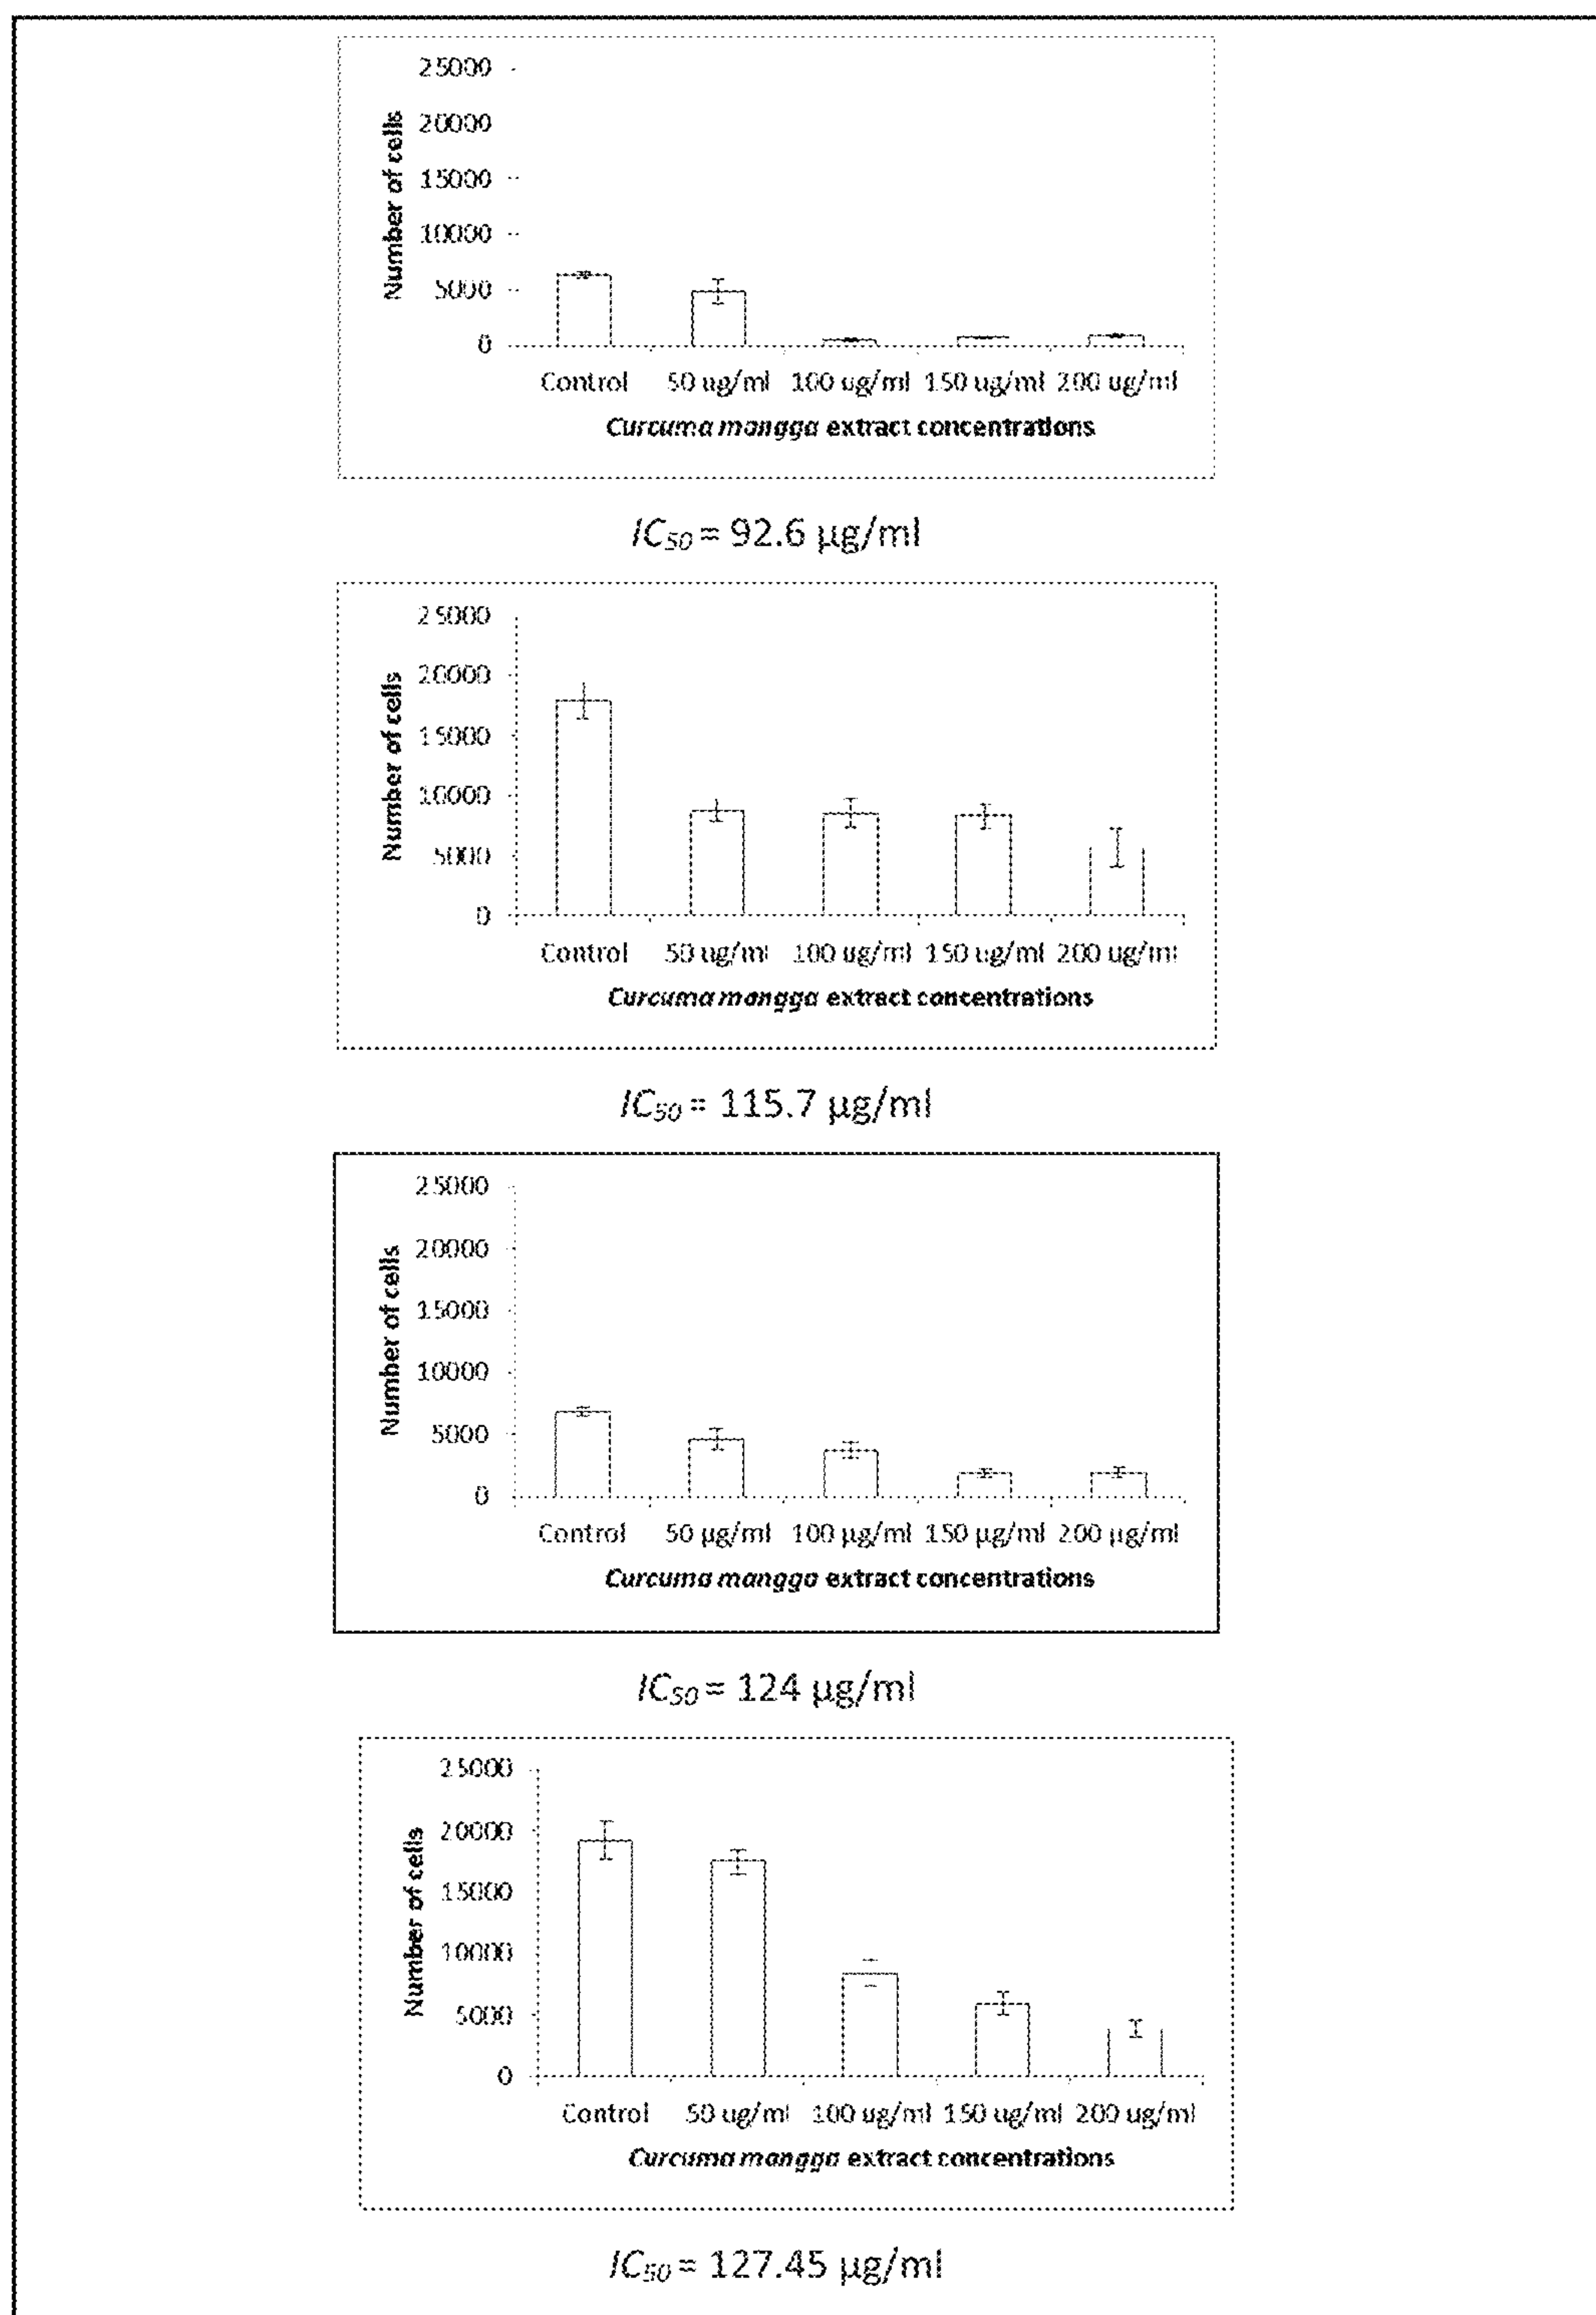 25000
20000
15000
10000
5000
0
Number of cells
Control 50 ug/ml 100 ug/ml 150 ug/ml 200 ug/ml
Curcuma mangga extract concentrations
IC50 = 92.6 µg/ml
25000
20000
15000
10000
5000
0
Number of cells
Control 50 ug/ml 100 ug/ml 150 ug/ml 200 ug/ml
Curcuma mangga extract concentrations
IC50 = 115.7 µg/ml
25000
20000
15000
10000
5000
0
Number of cells
Control 50 µg/ml 100 µg/ml 150 µg/ml 200 µg/ml
Curcuma mangga extract concentrations
IC50 = 124 µg/ml
25000
20000
15000
10000
5000
0
Number of cells
Control 50 ug/ml 100 ug/ml 150 ug/ml 200 ug/ml
Curcuma mangga extract concentrations
IC50 = 127.45 µg/ml